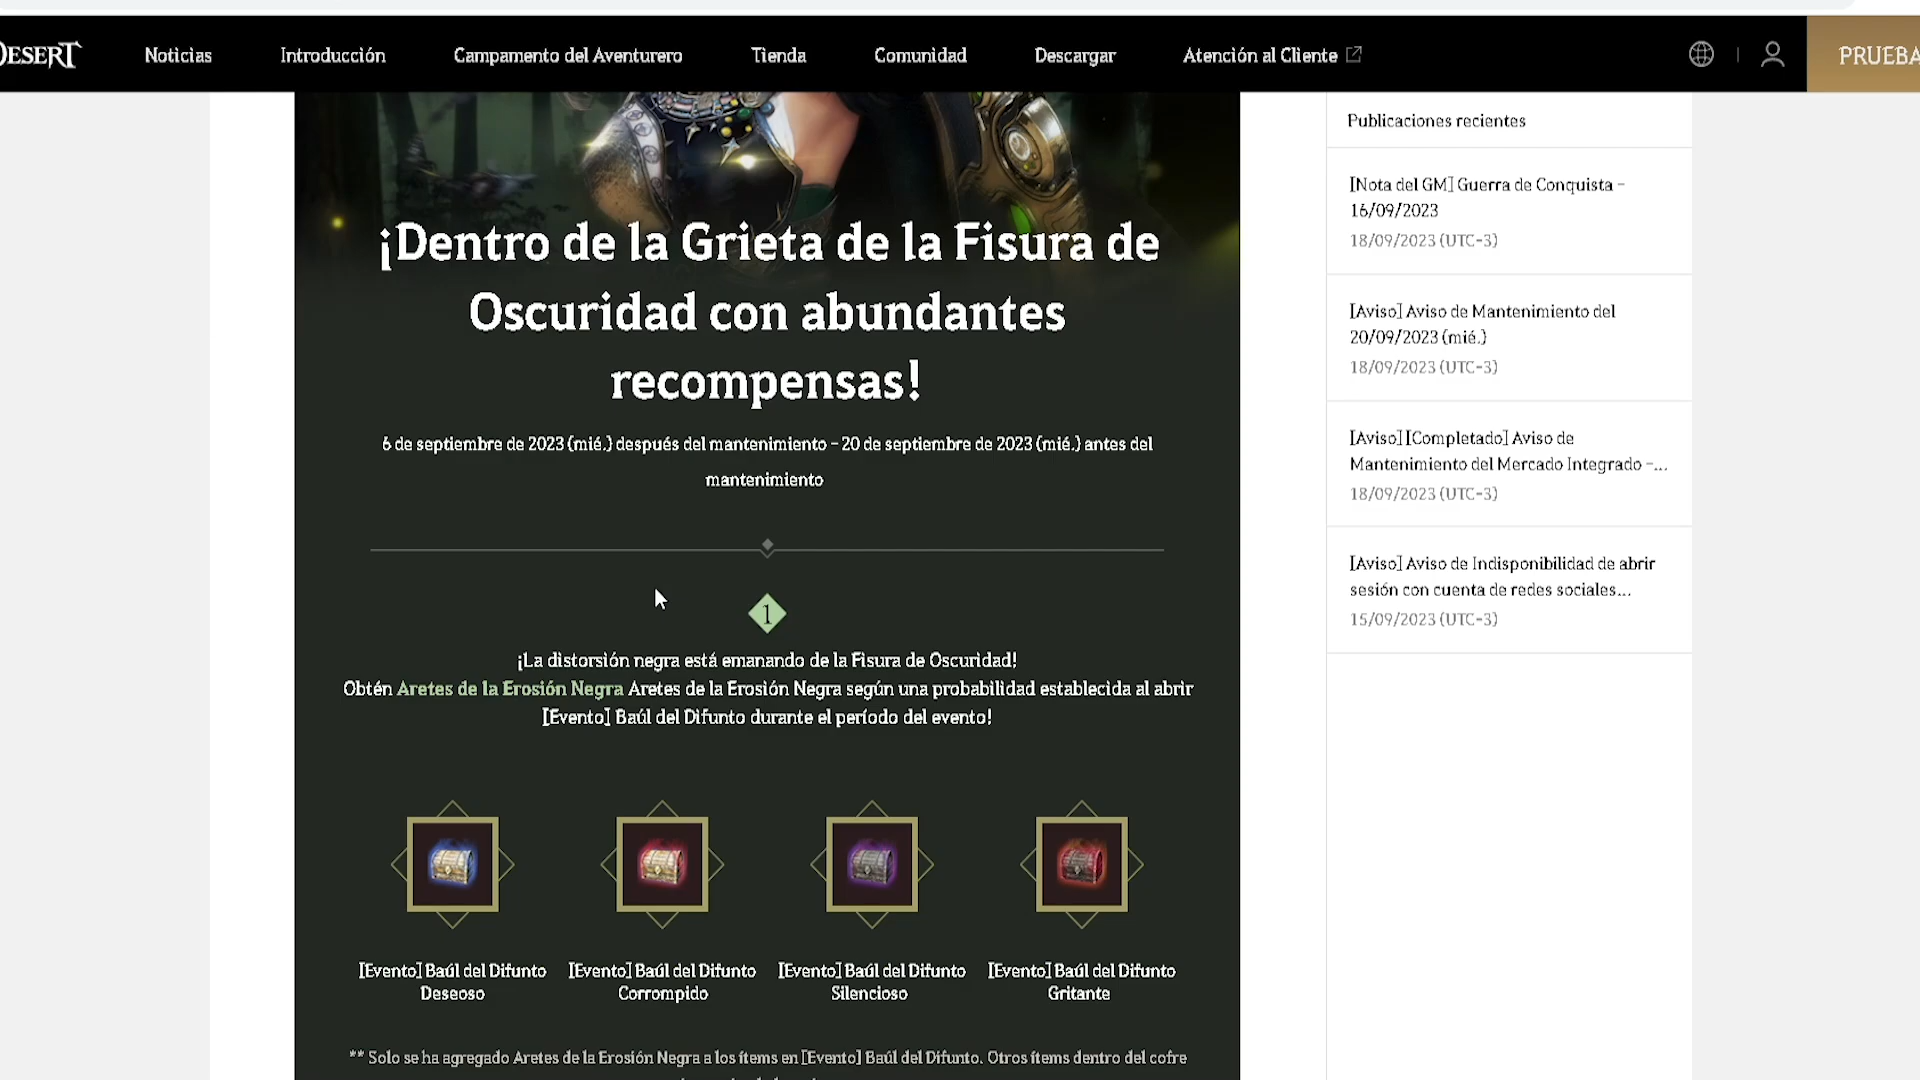 DESERT
Noticias
Introducción
Campamento del Aventurero
Tienda
Comunidad
Descargar
Atención al Cliente
PRUEBA
¡Dentro de la Grieta de la Fisura de
Oscuridad con abundantes
recompensas!
6 de septiembre de 2023 (mié.) después del mantenimiento - 20 de septiembre de 2023 (mié.) antes del
mantenimiento
1
¡La distorsión negra está emanando de la Fisura de Oscuridad!
Obtén Aretes de la Erosión Negra Aretes de la Erosión Negra según una probabilidad establecida al abrir
[Evento] Baúl del Difunto durante el período del evento!
[Evento] Baúl del Difunto
Deseoso
[Evento] Baúl del Difunto
Corrompido
[Evento] Baúl del Difunto
Silencioso
[Evento] Baúl del Difunto
Gritante
** Solo se ha agregado Aretes de la Erosión Negra a los ítems en [Evento] Baúl del Difunto. Otros ítems dentro del cofre
Publicaciones recientes
[Nota del GM] Guerra de Conquista -
16/09/2023
18/09/2023 (UTC-3)
[Aviso] Aviso de Mantenimiento del
20/09/2023 (mié.)
18/09/2023 (UTC-3)
[Aviso] [Completado] Aviso de
Mantenimiento del Mercado Integrado -...
18/09/2023 (UTC-3)
[Aviso] Aviso de Indisponibilidad de abrir
sesión con cuenta de redes sociales...
15/09/2023 (UTC-3)